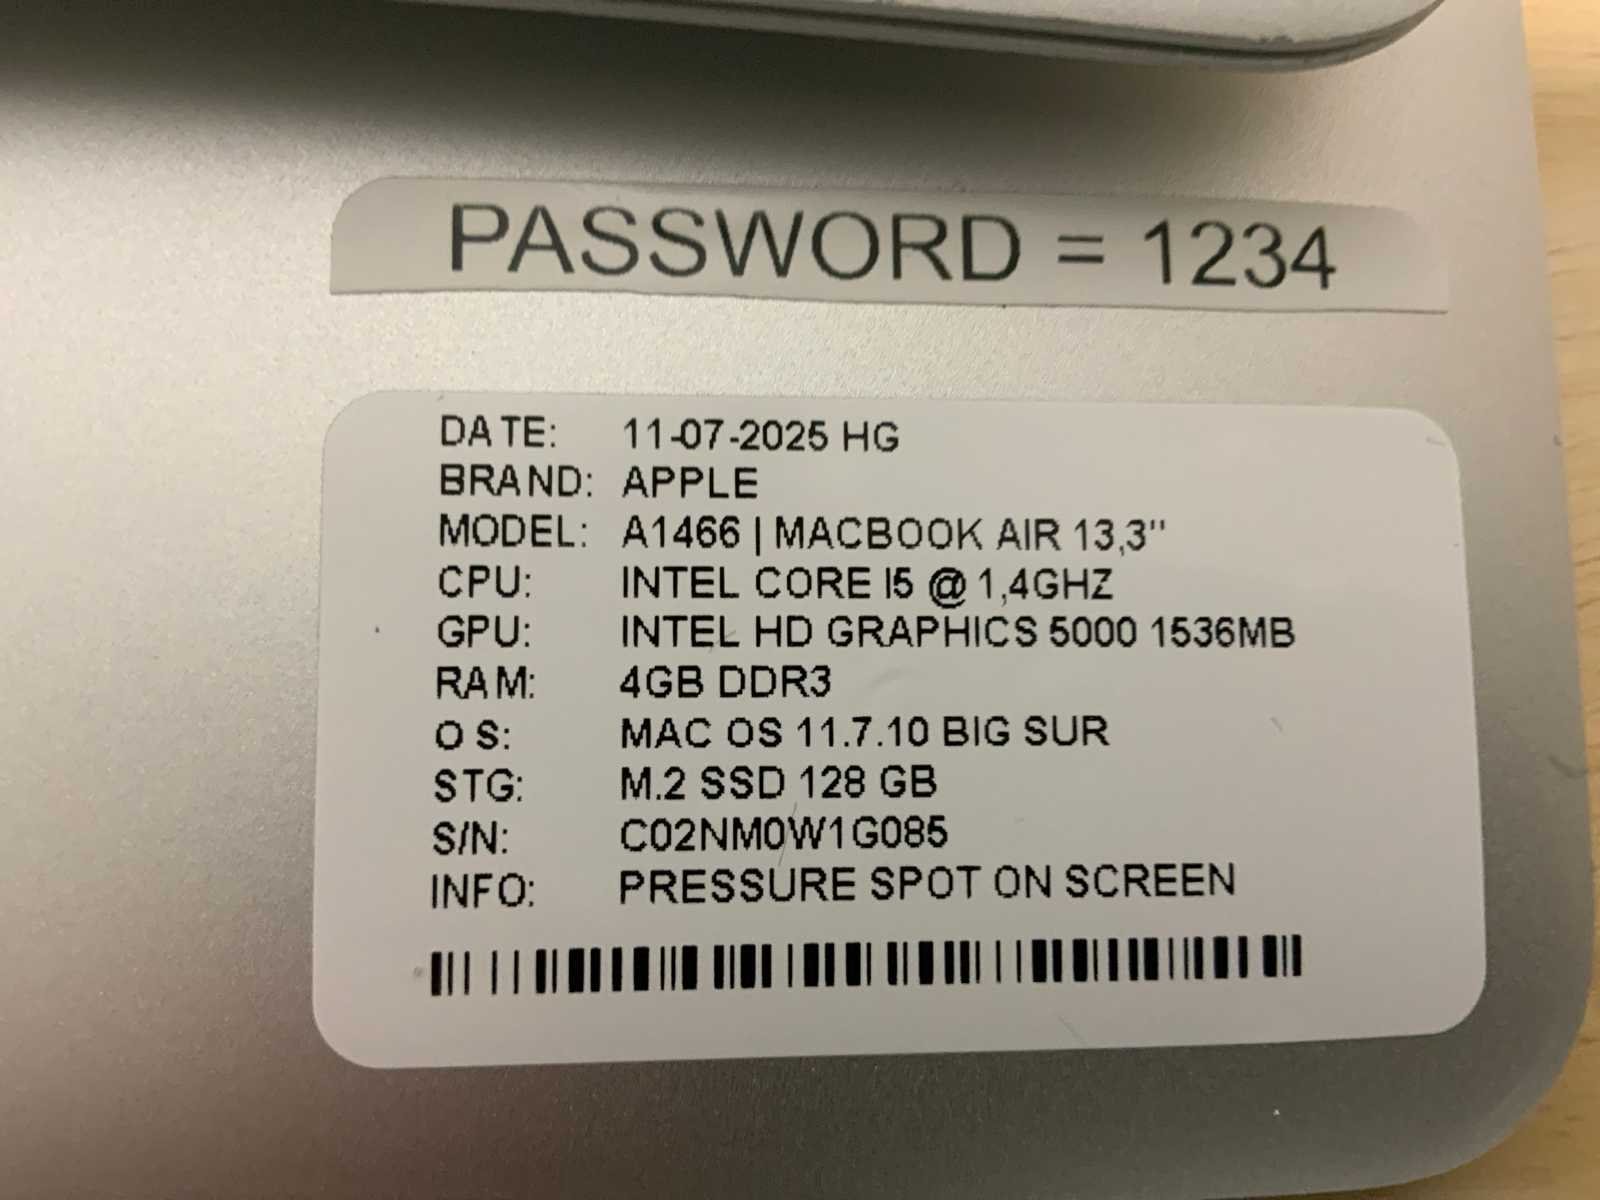 PASSWORD = 1234
DATE: 11-07-2025 HG
BRAND: APPLE
MODEL: A1466 | MACBOOK AIR 13,3"
CPU: INTEL CORE I5 @ 1,4GHZ
GPU: INTEL HD GRAPHICS 5000 1536MB
RAM: 4GB DDR3
OS: MAC OS 11.7.10 BIG SUR
STG: M.2 SSD 128 GB
S/N: C02NM0W1G085
INFO: PRESSURE SPOT ON SCREEN